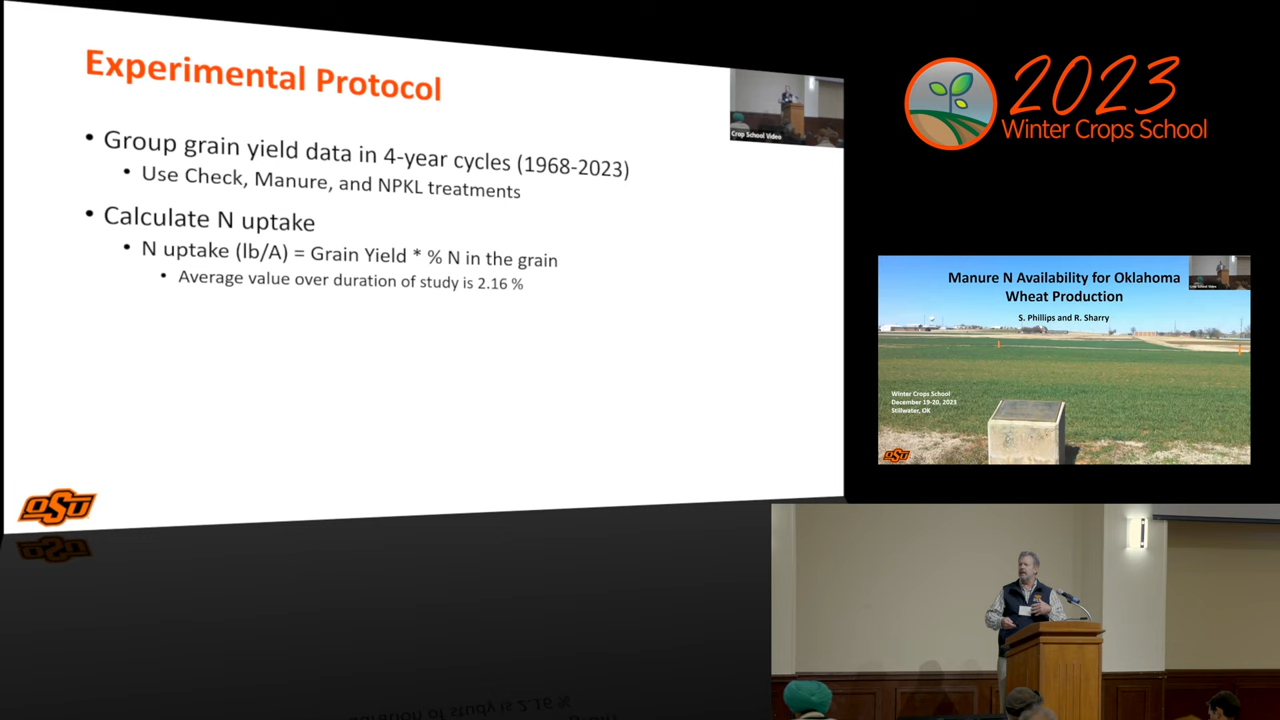 Experimental Protocol
• Group grain yield data in 4-year cycles (1968-2023)
• Use Check, Manure, and NPKL treatments
• Calculate N uptake
• N uptake (lb/A) = Grain Yield * % N in the grain
• Average value over duration of study is 2.16 %
Crop School Video
OSU
2023
Winter Crops School
Manure N Availability for Oklahoma
Wheat Production
S. Phillips and R. Sharry
Winter Crops School
December 19-20, 2023
Stillwater, OK
OSU